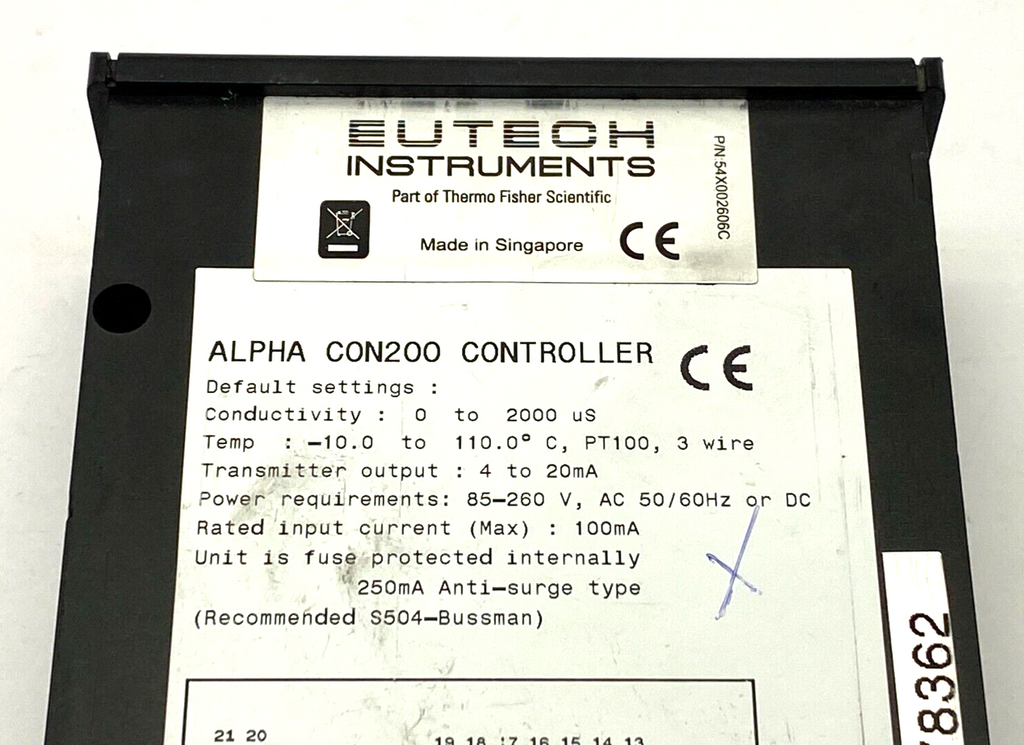 EUTECH
INSTRUMENTS
Part of Thermo Fisher Scientific
Made in Singapore CE
P/N:54X002606C
ALPHA CON200 CONTROLLER CE
Default settings :
Conductivity : 0 to 2000 uS
Temp : -10.0 to 110.0° C, PT100, 3 wire
Transmitter output : 4 to 20mA
Power requirements: 85-260 V, AC 50/60Hz or DC
Rated input current (Max) : 100mA
Unit is fuse protected internally
250mA Anti-surge type
(Recommended S504-Bussman)
8362
21 20
19 18 17 16 15 14 13